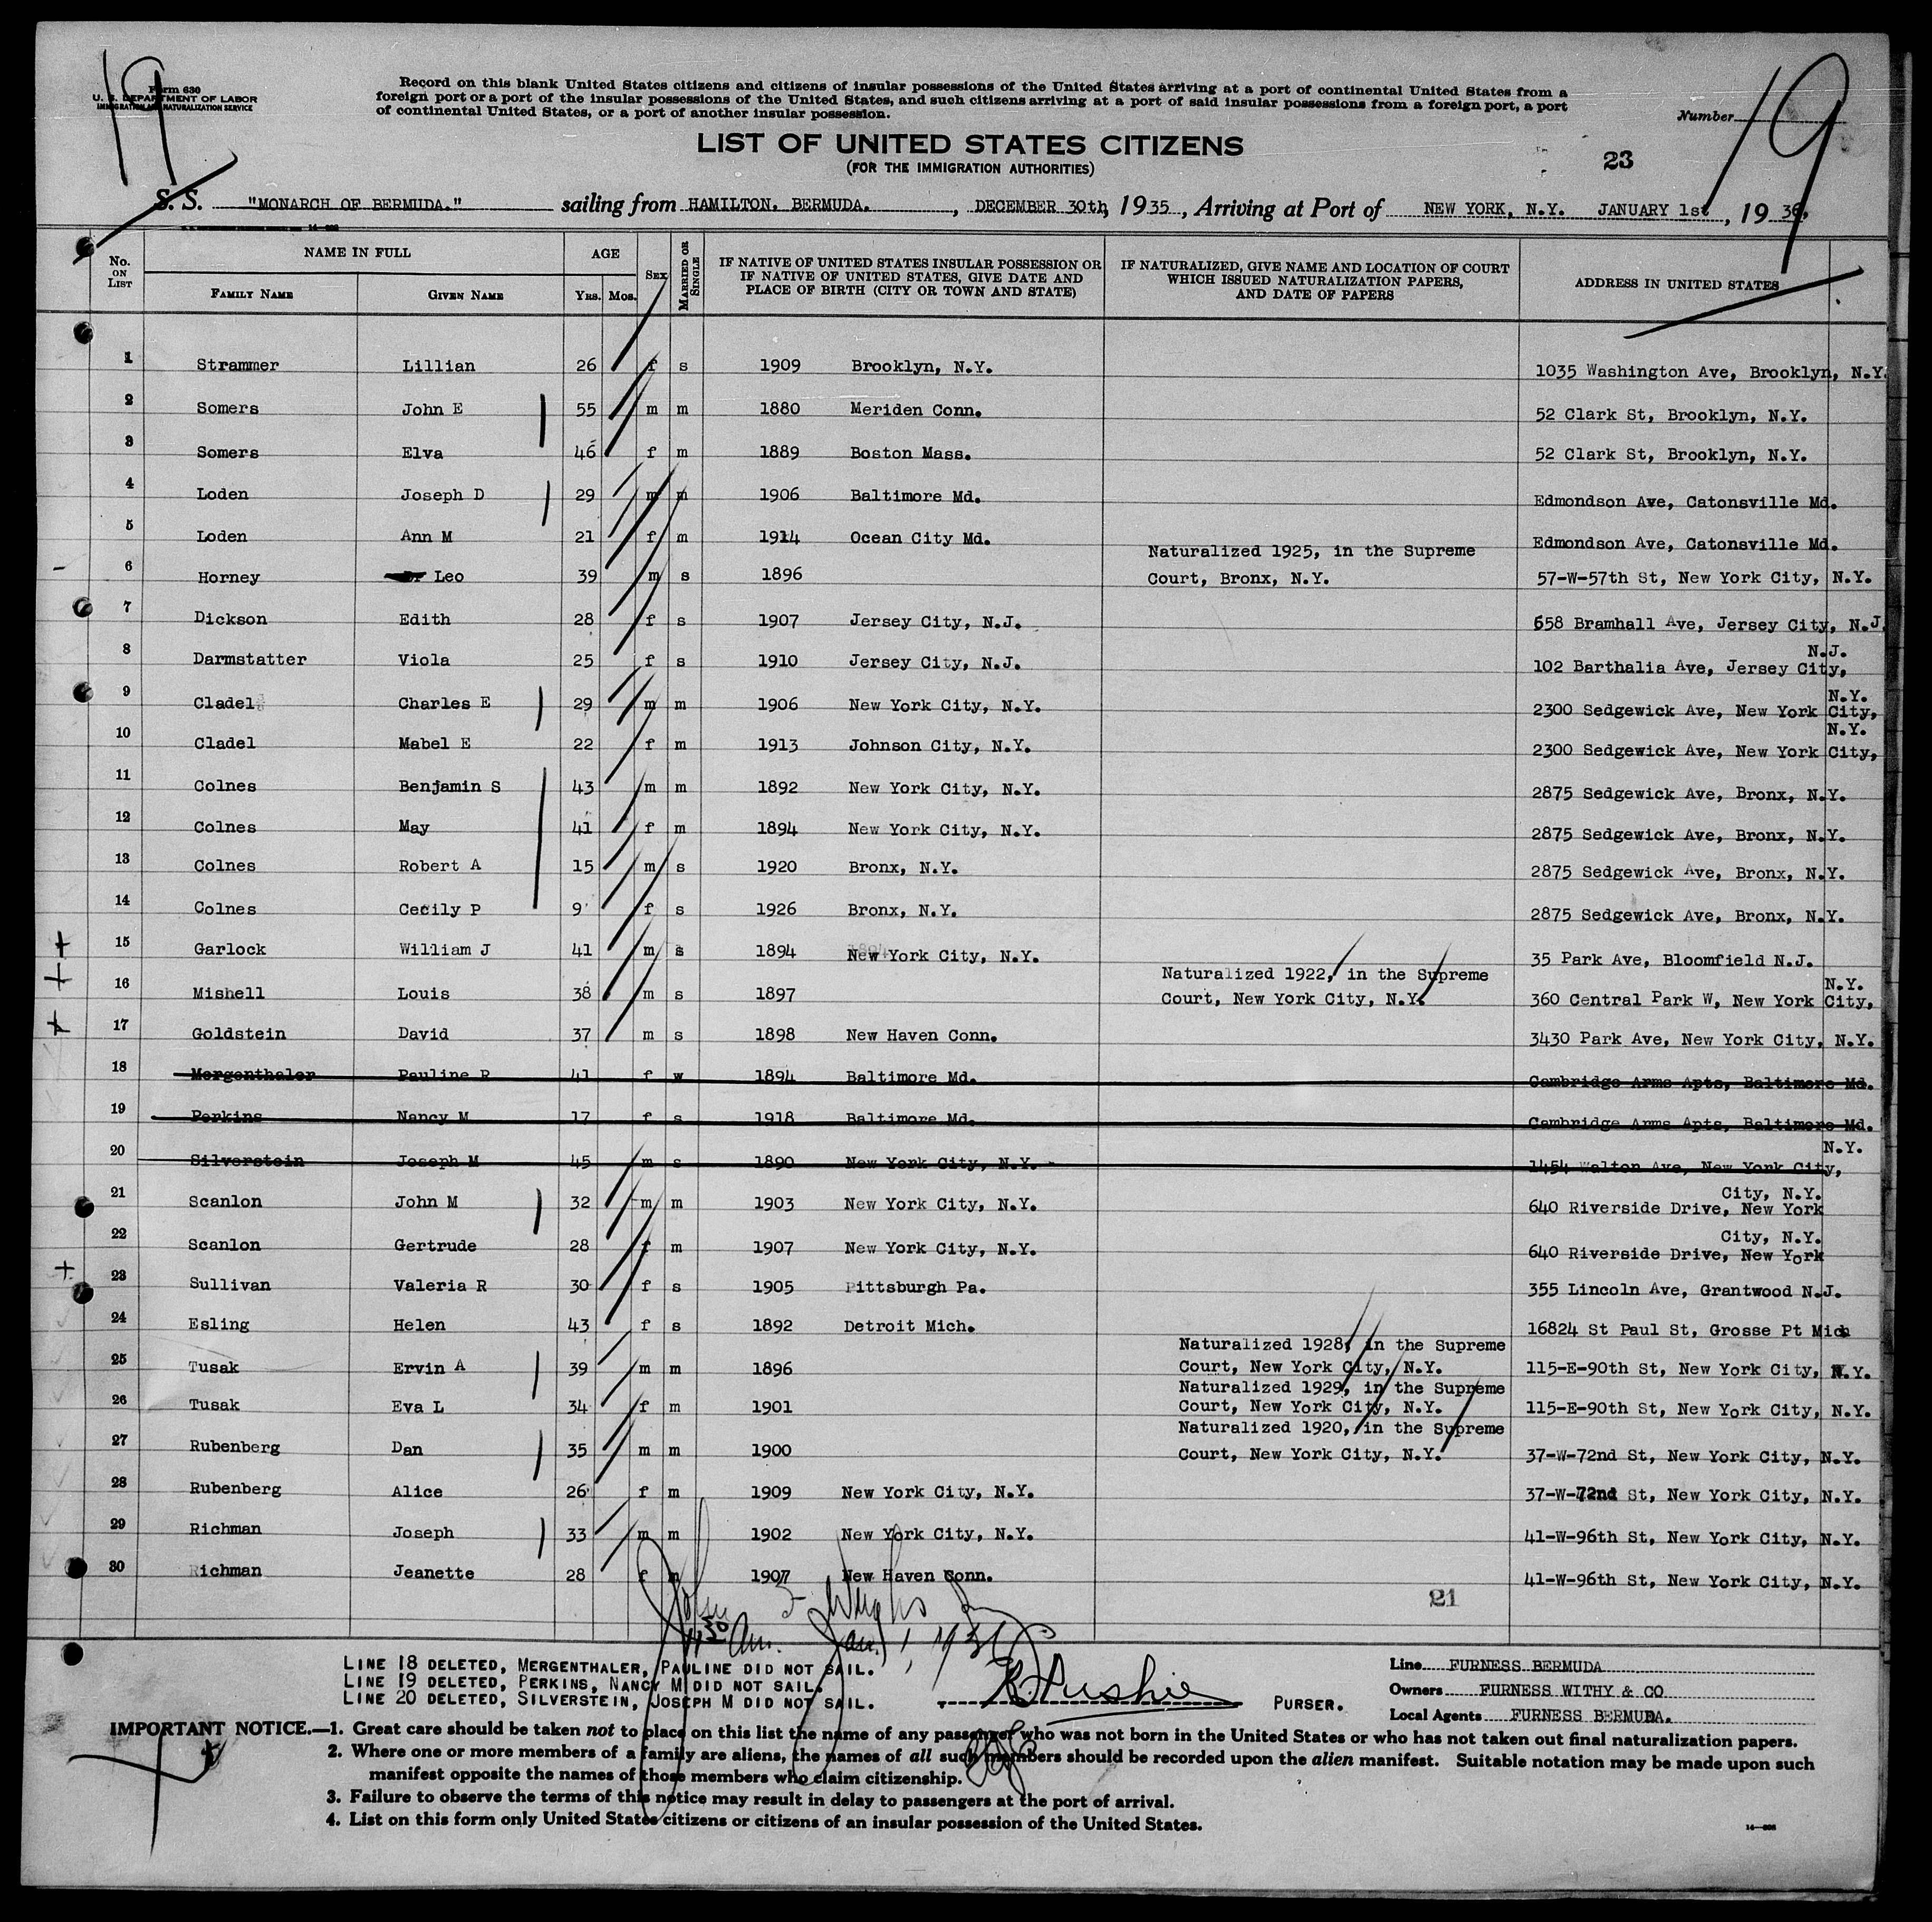 19
Form 630
U. S. DEPARTMENT OF LABOR
IMMIGRATION AND NATURALIZATION SERVICE
Record on this blank United States citizens and citizens of insular possessions of the United States arriving at a port of continental United States from a
foreign port or a port of the insular possessions of the United States, and such citizens arriving at a port of said insular possessions from a foreign port, a port
of continental United States, or a port of another insular possession.
Number 19
LIST OF UNITED STATES CITIZENS
(FOR THE IMMIGRATION AUTHORITIES)
23
S. S. "MONARCH OF BERMUDA." sailing from HAMILTON. BERMUDA. , DECEMBER 30th, 1935, Arriving at Port of NEW YORK, N.Y. JANUARY 1st, 1936,
No. ON LIST NAME IN FULL FAMILY NAME GIVEN NAME AGE YRS. MOS. SEX MARRIED OR SINGLE IF NATIVE OF UNITED STATES INSULAR POSSESSION OR IF NATIVE OF UNITED STATES, GIVE DATE AND PLACE OF BIRTH (CITY OR TOWN AND STATE) IF NATURALIZED, GIVE NAME AND LOCATION OF COURT WHICH ISSUED NATURALIZATION PAPERS, AND DATE OF PAPERS ADDRESS IN UNITED STATES
1 Strammer Lillian 26 f s 1909 Brooklyn, N.Y. 1035 Washington Ave, Brooklyn, N.Y.
2 Somers John E 55 m m 1880 Meriden Conn. 52 Clark St, Brooklyn, N.Y.
3 Somers Elva 46 f m 1889 Boston Mass. 52 Clark St, Brooklyn, N.Y.
4 Loden Joseph D 29 m m 1906 Baltimore Md. Edmondson Ave, Catonsville Md.
5 Loden Ann M 21 f m 1914 Ocean City Md. Edmondson Ave, Catonsville Md.
6 Horney Leo 39 m s 1896 Naturalized 1925, in the Supreme Court, Bronx, N.Y. 57-W-57th St, New York City, N.Y.
7 Dickson Edith 28 f s 1907 Jersey City, N.J. 658 Bramhall Ave, Jersey City, N.J.
8 Darmstatter Viola 25 f s 1910 Jersey City, N.J. 102 Barthalia Ave, Jersey City, N.J.
9 Cladel Charles E 29 m m 1906 New York City, N.Y. 2300 Sedgewick Ave, New York City, N.Y.
10 Cladel Mabel E 22 f m 1913 Johnson City, N.Y. 2300 Sedgewick Ave, New York City, N.Y.
11 Colnes Benjamin S 43 m m 1892 New York City, N.Y. 2875 Sedgewick Ave, Bronx, N.Y.
12 Colnes May 41 f m 1894 New York City, N.Y. 2875 Sedgewick Ave, Bronx, N.Y.
13 Colnes Robert A 15 m s 1920 Bronx, N.Y. 2875 Sedgewick Ave, Bronx, N.Y.
14 Colnes Cecily P 9 f s 1926 Bronx, N.Y. 2875 Sedgewick Ave, Bronx, N.Y.
15 Garlock William J 41 m s 1894 New York City, N.Y. 35 Park Ave, Bloomfield N.J.
16 Mishell Louis 38 m s 1897 Naturalized 1922, in the Supreme Court, New York City, N.Y. 360 Central Park W, New York City, N.Y.
17 Goldstein David 37 m s 1898 New Haven Conn. 3430 Park Ave, New York City, N.Y.
18 Mergenthaler Pauline R 41 f w 1894 Baltimore Md. Cambridge Arms Apts, Baltimore Md.
19 Perkins Nancy M 17 f s 1918 Baltimore Md. Cambridge Arms Apts, Baltimore Md.
20 Silverstein Joseph M 45 m s 1890 New York City, N.Y. 1454 Walton Ave, New York City, N.Y.
21 Scanlon John M 32 m m 1903 New York City, N.Y. 640 Riverside Drive, New York City, N.Y.
22 Scanlon Gertrude 28 f m 1907 New York City, N.Y. 640 Riverside Drive, New York City, N.Y.
23 Sullivan Valeria R 30 f s 1905 Pittsburgh Pa. 355 Lincoln Ave, Grantwood N.J.
24 Esling Helen 43 f s 1892 Detroit Mich. 16824 St Paul St, Grosse Pt Mich
25 Tusak Ervin A 39 m m 1896 Naturalized 1928, in the Supreme Court, New York City, N.Y. 115-E-90th St, New York City, N.Y.
26 Tusak Eva L 34 f m 1901 Naturalized 1929, in the Supreme Court, New York City, N.Y. 115-E-90th St, New York City, N.Y.
27 Rubenberg Dan 35 m m 1900 Naturalized 1920, in the Supreme Court, New York City, N.Y. 37-W-72nd St, New York City, N.Y.
28 Rubenberg Alice 26 f m 1909 New York City, N.Y. 37-W-72nd St, New York City, N.Y.
29 Richman Joseph 33 m m 1902 New York City, N.Y. 41-W-96th St, New York City, N.Y.
30 Richman Jeanette 28 f m 1907 New Haven Conn. 41-W-96th St, New York City, N.Y.
21
Jan. 1, 1936
LINE 18 DELETED, MERGENTHALER, PAULINE DID NOT SAIL.
LINE 19 DELETED, PERKINS, NANCY M DID NOT SAIL.
LINE 20 DELETED, SILVERSTEIN, JOSEPH M DID NOT SAIL.
PURSER.
Line FURNESS BERMUDA
Owners FURNESS WITHY & CO
Local Agents FURNESS BERMUDA.
IMPORTANT NOTICE.—1. Great care should be taken not to place on this list the name of any passenger who was not born in the United States or who has not taken out final naturalization papers.
2. Where one or more members of a family are aliens, the names of all such members should be recorded upon the alien manifest. Suitable notation may be made upon such
manifest opposite the names of those members who claim citizenship.
3. Failure to observe the terms of this notice may result in delay to passengers at the port of arrival.
4. List on this form only United States citizens or citizens of an insular possession of the United States.